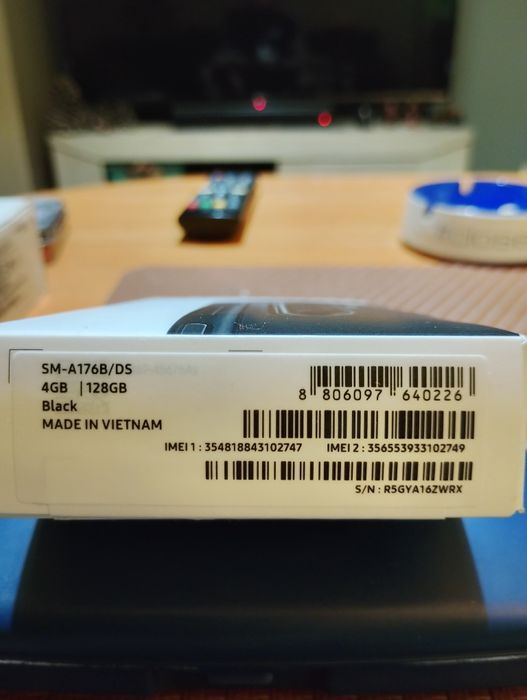 SM-A176B/DS
4GB | 128GB
Black
MADE IN VIETNAM
8 806097 640226
IMEI 1 : 354818843102747 IMEI 2 : 356553933102749
S/N : R5GYA16ZWRX